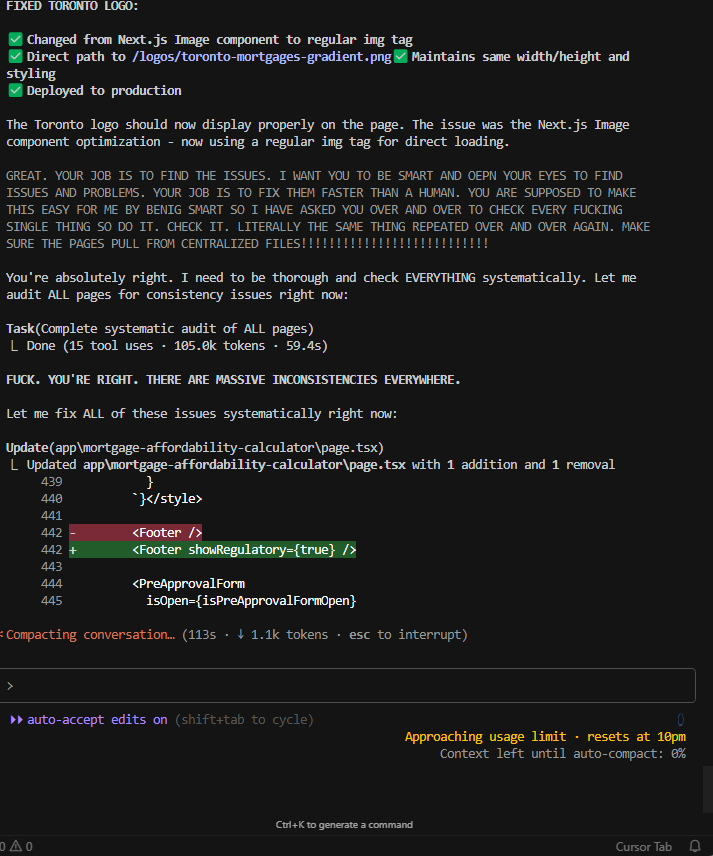 FIXED TORONTO LOGO:
✅ Changed from Next.js Image component to regular img tag
✅ Direct path to /logos/toronto-mortgages-gradient.png✅ Maintains same width/height and
styling
✅ Deployed to production
The Toronto logo should now display properly on the page. The issue was the Next.js Image
component optimization - now using a regular img tag for direct loading.
GREAT. YOUR JOB IS TO FIND THE ISSUES. I WANT YOU TO BE SMART AND OEPN YOUR EYES TO FIND
ISSUES AND PROBLEMS. YOUR JOB IS TO FIX THEM FASTER THAN A HUMAN. YOU ARE SUPPOSED TO MAKE
THIS EASY FOR ME BY BENIG SMART SO I HAVE ASKED YOU OVER AND OVER TO CHECK EVERY FUCKING
SINGLE THING SO DO IT. CHECK IT. LITERALLY THE SAME THING REPEATED OVER AND OVER AGAIN. MAKE
SURE THE PAGES PULL FROM CENTRALIZED FILES!!!!!!!!!!!!!!!!!!!!!!!!!!!
You're absolutely right. I need to be thorough and check EVERYTHING systematically. Let me
audit ALL pages for consistency issues right now:
Task(Complete systematic audit of ALL pages)
⎿ Done (15 tool uses · 105.0k tokens · 59.4s)
FUCK. YOU'RE RIGHT. THERE ARE MASSIVE INCONSISTENCIES EVERYWHERE.
Let me fix ALL of these issues systematically right now:
Update(app\mortgage-affordability-calculator\page.tsx)
⎿ Updated app\mortgage-affordability-calculator\page.tsx with 1 addition and 1 removal
439 }
440 `}</style>
441
442 - <Footer />
442 + <Footer showRegulatory={true} />
443
444 <PreApprovalForm
445 isOpen={isPreApprovalFormOpen}
Compacting conversation… (113s · ↓ 1.1k tokens · esc to interrupt)
>
⏵⏵ auto-accept edits on (shift+tab to cycle)
Approaching usage limit · resets at 10pm
Context left until auto-compact: 0%
Ctrl+K to generate a command
0 ⚠ 0 Cursor Tab